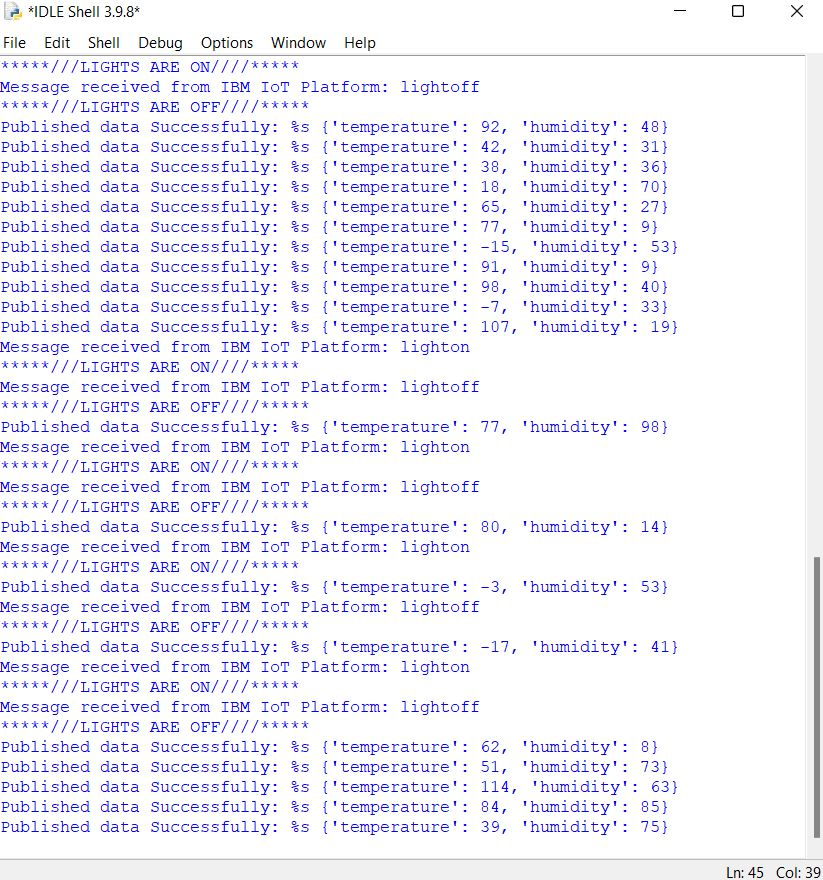 *IDLE Shell 3.9.8*
File Edit Shell Debug Options Window Help
*****///LIGHTS ARE ON////*****
Message received from IBM IoT Platform: lightoff
*****///LIGHTS ARE OFF////*****
Published data Successfully: %s {'temperature': 92, 'humidity': 48}
Published data Successfully: %s {'temperature': 42, 'humidity': 31}
Published data Successfully: %s {'temperature': 38, 'humidity': 36}
Published data Successfully: %s {'temperature': 18, 'humidity': 70}
Published data Successfully: %s {'temperature': 65, 'humidity': 27}
Published data Successfully: %s {'temperature': 77, 'humidity': 9}
Published data Successfully: %s {'temperature': -15, 'humidity': 53}
Published data Successfully: %s {'temperature': 91, 'humidity': 9}
Published data Successfully: %s {'temperature': 98, 'humidity': 40}
Published data Successfully: %s {'temperature': -7, 'humidity': 33}
Published data Successfully: %s {'temperature': 107, 'humidity': 19}
Message received from IBM IoT Platform: lighton
*****///LIGHTS ARE ON////*****
Message received from IBM IoT Platform: lightoff
*****///LIGHTS ARE OFF////*****
Published data Successfully: %s {'temperature': 77, 'humidity': 98}
Message received from IBM IoT Platform: lighton
*****///LIGHTS ARE ON////*****
Message received from IBM IoT Platform: lightoff
*****///LIGHTS ARE OFF////*****
Published data Successfully: %s {'temperature': 80, 'humidity': 14}
Message received from IBM IoT Platform: lighton
*****///LIGHTS ARE ON////*****
Published data Successfully: %s {'temperature': -3, 'humidity': 53}
Message received from IBM IoT Platform: lightoff
*****///LIGHTS ARE OFF////*****
Published data Successfully: %s {'temperature': -17, 'humidity': 41}
Message received from IBM IoT Platform: lighton
*****///LIGHTS ARE ON////*****
Message received from IBM IoT Platform: lightoff
*****///LIGHTS ARE OFF////*****
Published data Successfully: %s {'temperature': 62, 'humidity': 8}
Published data Successfully: %s {'temperature': 51, 'humidity': 73}
Published data Successfully: %s {'temperature': 114, 'humidity': 63}
Published data Successfully: %s {'temperature': 84, 'humidity': 85}
Published data Successfully: %s {'temperature': 39, 'humidity': 75}
Ln: 45 Col: 39